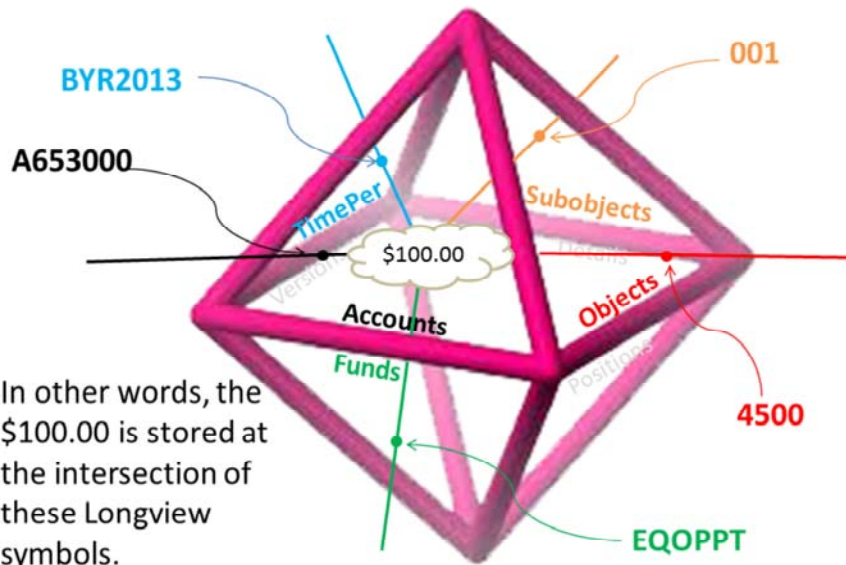 BYR2013
001
A653000
TimePer
Subobjects
$100.00
Versions
Details
Accounts
Objects
Funds
Positions
In other words, the
$100.00 is stored at
the intersection of
these Longview
symbols.
4500
EQOPPT